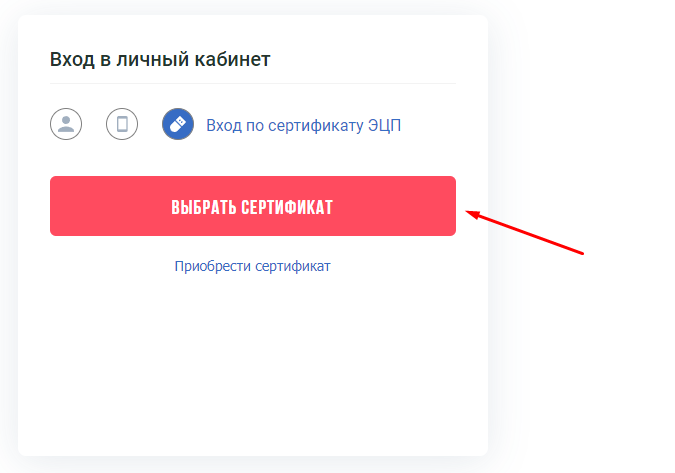 Вход в личный кабинет
Вход по сертификату ЭЦП
ВЫБРАТЬ СЕРТИФИКАТ
Приобрести сертификат